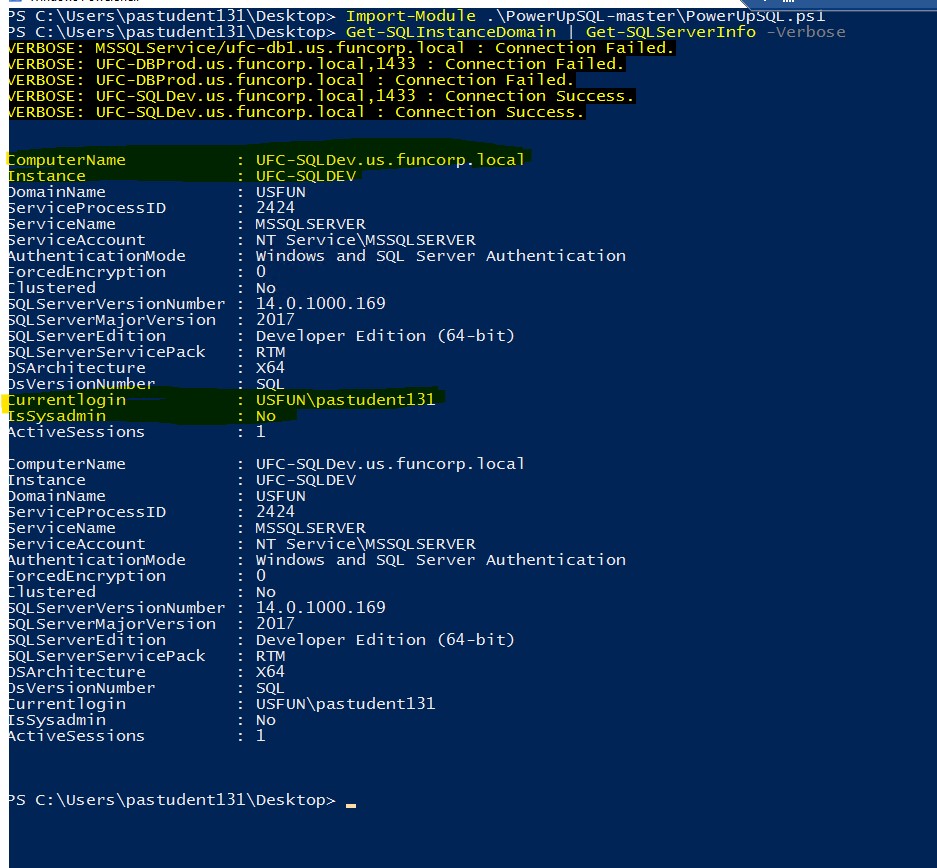 PS C:\Users\pastudent131\Desktop> Import-Module .\PowerUpSQL-master\PowerUpSQL.ps1
PS C:\Users\pastudent131\Desktop> Get-SQLInstanceDomain | Get-SQLServerInfo -Verbose
VERBOSE: MSSQLService/ufc-db1.us.funcorp.local : Connection Failed.
VERBOSE: UFC-DBProd.us.funcorp.local,1433 : Connection Failed.
VERBOSE: UFC-DBProd.us.funcorp.local : Connection Failed.
VERBOSE: UFC-SQLDev.us.funcorp.local,1433 : Connection Success.
VERBOSE: UFC-SQLDev.us.funcorp.local : Connection Success.
ComputerName : UFC-SQLDev.us.funcorp.local
Instance : UFC-SQLDEV
DomainName : USFUN
ServiceProcessID : 2424
ServiceName : MSSQLSERVER
ServiceAccount : NT Service\MSSQLSERVER
AuthenticationMode : Windows and SQL Server Authentication
ForcedEncryption : 0
Clustered : No
SQLServerVersionNumber : 14.0.1000.169
SQLServerMajorVersion : 2017
SQLServerEdition : Developer Edition (64-bit)
SQLServerServicePack : RTM
OSArchitecture : X64
OsVersionNumber : SQL
Currentlogin : USFUN\pastudent131
IsSysadmin : No
ActiveSessions : 1
ComputerName : UFC-SQLDev.us.funcorp.local
Instance : UFC-SQLDEV
DomainName : USFUN
ServiceProcessID : 2424
ServiceName : MSSQLSERVER
ServiceAccount : NT Service\MSSQLSERVER
AuthenticationMode : Windows and SQL Server Authentication
ForcedEncryption : 0
Clustered : No
SQLServerVersionNumber : 14.0.1000.169
SQLServerMajorVersion : 2017
SQLServerEdition : Developer Edition (64-bit)
SQLServerServicePack : RTM
OSArchitecture : X64
OsVersionNumber : SQL
Currentlogin : USFUN\pastudent131
IsSysadmin : No
ActiveSessions : 1
PS C:\Users\pastudent131\Desktop>